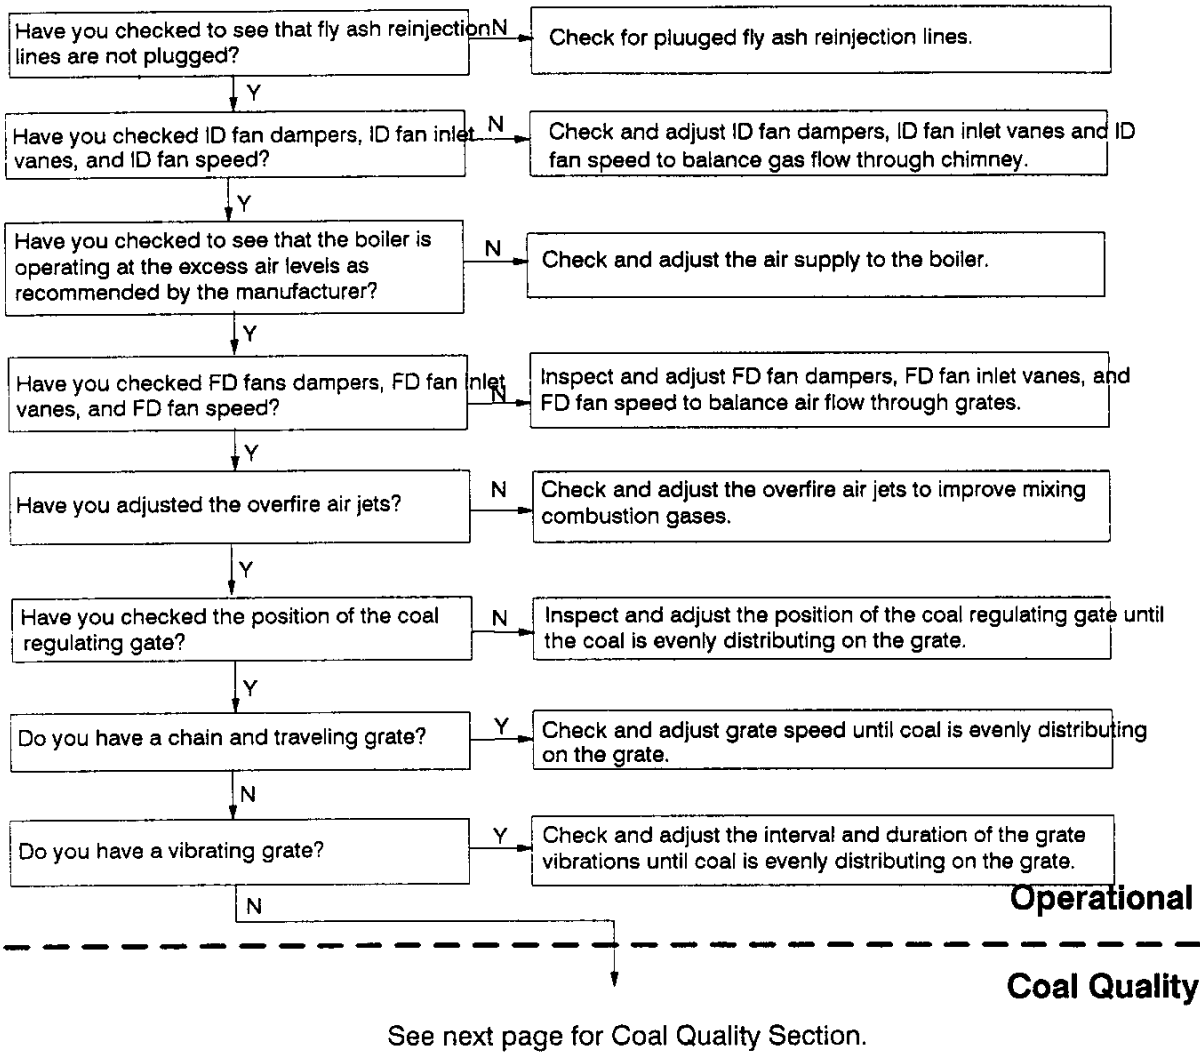 Have you checked to see that fly ash reinjection
lines are not plugged?
N
Check for pluuged fly ash reinjection lines.
Y
Have you checked ID fan dampers, ID fan inlet
vanes, and ID fan speed?
N
Check and adjust ID fan dampers, ID fan inlet vanes and ID
fan speed to balance gas flow through chimney.
Y
Have you checked to see that the boiler is
operating at the excess air levels as
recommended by the manufacturer?
N
Check and adjust the air supply to the boiler.
Y
Have you checked FD fans dampers, FD fan inlet
vanes, and FD fan speed?
N
Inspect and adjust FD fan dampers, FD fan inlet vanes, and
FD fan speed to balance air flow through grates.
Y
Have you adjusted the overfire air jets?
N
Check and adjust the overfire air jets to improve mixing
combustion gases.
Y
Have you checked the position of the coal
regulating gate?
N
Inspect and adjust the position of the coal regulating gate until
the coal is evenly distributing on the grate.
Y
Do you have a chain and traveling grate?
Y
Check and adjust grate speed until coal is evenly distributing
on the grate.
N
Do you have a vibrating grate?
Y
Check and adjust the interval and duration of the grate
vibrations until coal is evenly distributing on the grate.
N
Operational
Coal Quality
See next page for Coal Quality Section.